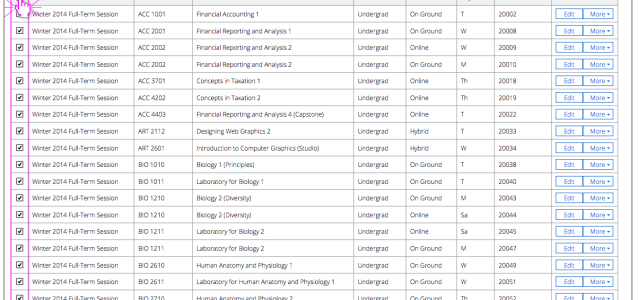 Winter 2014 Full-Term Session ACC 1001 Financial Accounting 1 Undergrad On Ground T 20002 Edit More
Winter 2014 Full-Term Session ACC 2001 Financial Reporting and Analysis 1 Undergrad On Ground W 20008 Edit More
Winter 2014 Full-Term Session ACC 2002 Financial Reporting and Analysis 2 Undergrad Online W 20009 Edit More
Winter 2014 Full-Term Session ACC 2002 Financial Reporting and Analysis 2 Undergrad On Ground M 20010 Edit More
Winter 2014 Full-Term Session ACC 3701 Concepts in Taxation 1 Undergrad Online Th 20018 Edit More
Winter 2014 Full-Term Session ACC 4202 Concepts in Taxation 2 Undergrad Online Th 20019 Edit More
Winter 2014 Full-Term Session ACC 4403 Financial Reporting and Analysis 4 (Capstone) Undergrad Online T 20022 Edit More
Winter 2014 Full-Term Session ART 2112 Designing Web Graphics 2 Undergrad Hybrid T 20033 Edit More
Winter 2014 Full-Term Session ART 2601 Introduction to Computer Graphics (Studio) Undergrad Hybrid W 20034 Edit More
Winter 2014 Full-Term Session BIO 1010 Biology 1 (Principles) Undergrad On Ground T 20038 Edit More
Winter 2014 Full-Term Session BIO 1011 Laboratory for Biology 1 Undergrad On Ground T 20040 Edit More
Winter 2014 Full-Term Session BIO 1210 Biology 2 (Diversity) Undergrad On Ground M 20043 Edit More
Winter 2014 Full-Term Session BIO 1210 Biology 2 (Diversity) Undergrad Online Sa 20044 Edit More
Winter 2014 Full-Term Session BIO 1211 Laboratory for Biology 2 Undergrad Online Sa 20045 Edit More
Winter 2014 Full-Term Session BIO 1211 Laboratory for Biology 2 Undergrad On Ground M 20047 Edit More
Winter 2014 Full-Term Session BIO 2610 Human Anatomy and Physiology 1 Undergrad On Ground W 20049 Edit More
Winter 2014 Full-Term Session BIO 2611 Laboratory for Human Anatomy and Physiology 1 Undergrad On Ground W 20051 Edit More
Winter 2014 Full-Term Session BIO 2710 Human Anatomy and Physiology 2 Undergrad On Ground Th 20052 Edit More